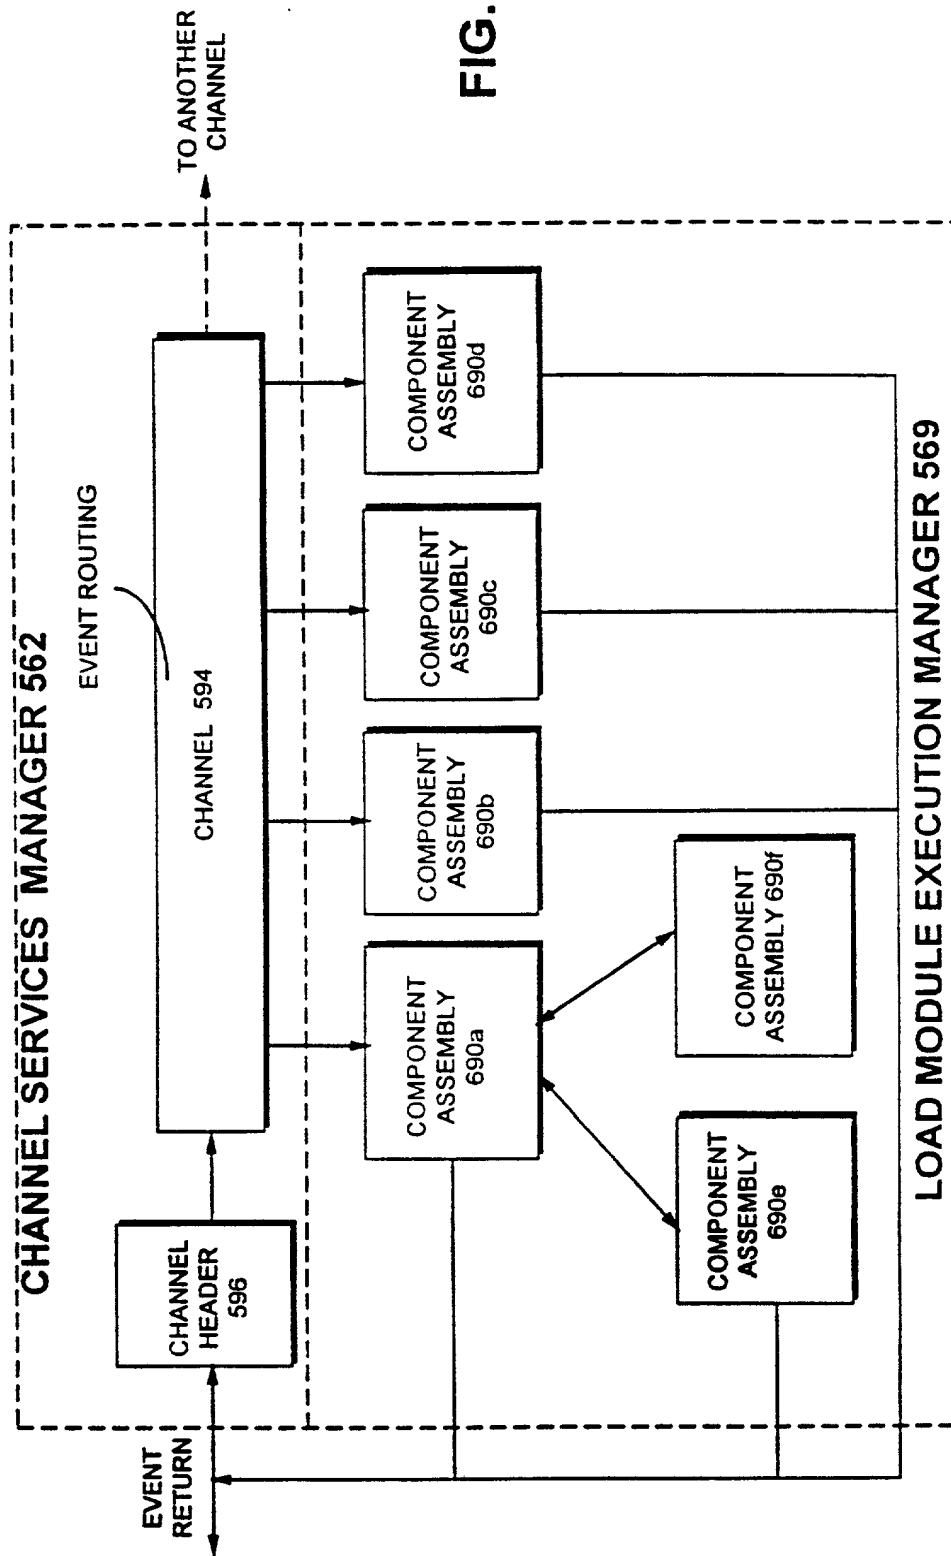 CHANNEL SERVICES MANAGER 562
EVENT ROUTING
TO ANOTHER
CHANNEL
EVENT
RETURN
CHANNEL
HEADER
596
CHANNEL 594
FIG.
COMPONENT
ASSEMBLY
690a
COMPONENT
ASSEMBLY
690b
COMPONENT
ASSEMBLY
690c
COMPONENT
ASSEMBLY
690d
COMPONENT
ASSEMBLY
690e
COMPONENT
ASSEMBLY 690f
LOAD MODULE EXECUTION MANAGER 569